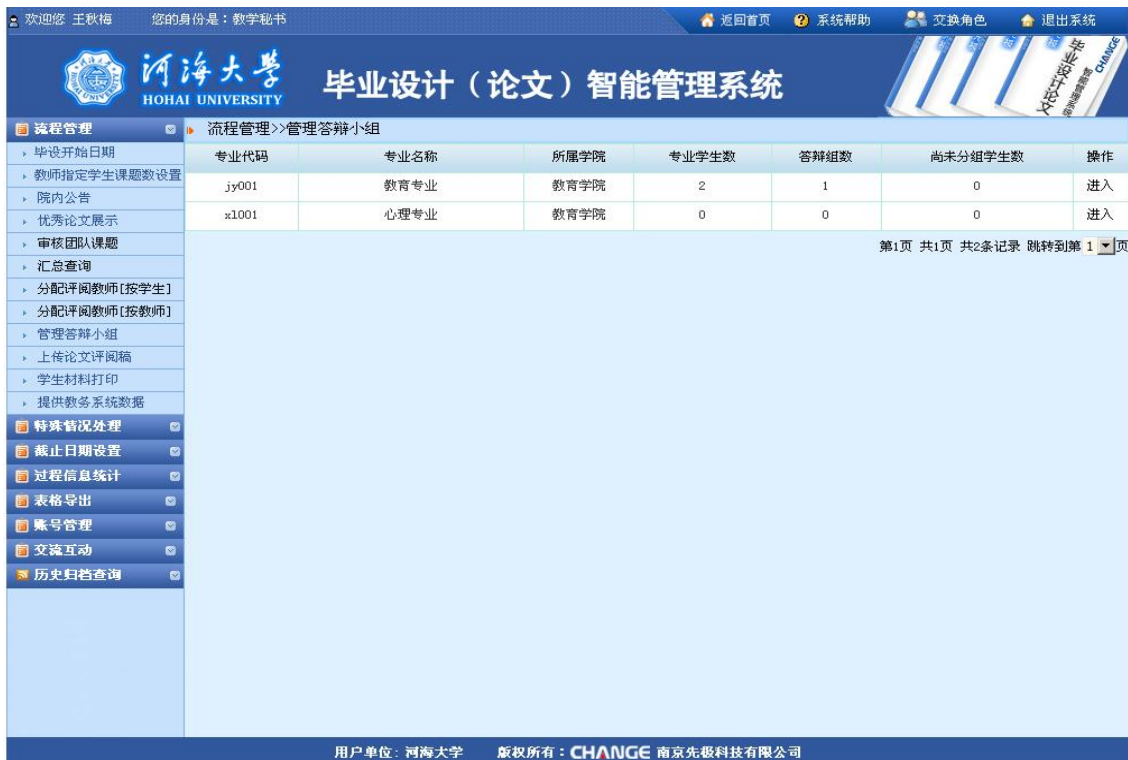 欢迎您 王秋梅 您的身份是：教学秘书 返回首页 系统帮助 交换角色 退出系统
河海大学
HOHAI UNIVERSITY
毕业设计（论文）智能管理系统
CHANGE
毕业设计论文
智能管理系统
流程管理
流程管理>>管理答辩小组
毕设开始日期
教师指定学生课题数设置
院内公告
优秀论文展示
审核团队课题
汇总查询
分配评阅教师[按学生]
分配评阅教师[按教师]
管理答辩小组
上传论文评阅稿
学生材料打印
提供教务系统数据
特殊情况处理
截止日期设置
过程信息统计
表格导出
账号管理
交流互动
历史归档查询
专业代码 专业名称 所属学院 专业学生数 答辩组数 尚未分组学生数 操作
jy001 教育专业 教育学院 2 1 0 进入
xl001 心理专业 教育学院 0 0 0 进入
第1页 共1页 共2条记录 跳转到第 1 页
用户单位：河海大学 版权所有：CHANGE 南京先极科技有限公司